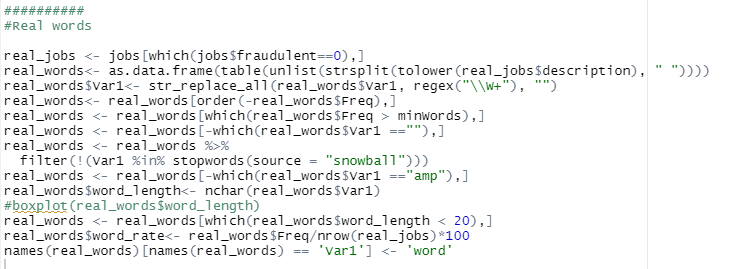 ##########
#Real words
real_jobs <- jobs[which(jobs$fraudulent==0),]
real_words<- as.data.frame(table(unlist(strsplit(tolower(real_jobs$description), " "))))
real_words$Var1<- str_replace_all(real_words$Var1, regex("\\W+"), "")
real_words<- real_words[order(-real_words$Freq),]
real_words <- real_words[which(real_words$Freq > minWords),]
real_words <- real_words[-which(real_words$Var1 ==""),]
real_words <- real_words %>%
  filter(!(Var1 %in% stopwords(source = "snowball")))
real_words <- real_words[-which(real_words$Var1 =="amp"),]
real_words$word_length<- nchar(real_words$Var1)
#boxplot(real_words$word_length)
real_words <- real_words[which(real_words$word_length < 20),]
real_words$word_rate<- real_words$Freq/nrow(real_jobs)*100
names(real_words)[names(real_words) == 'Var1'] <- 'word'